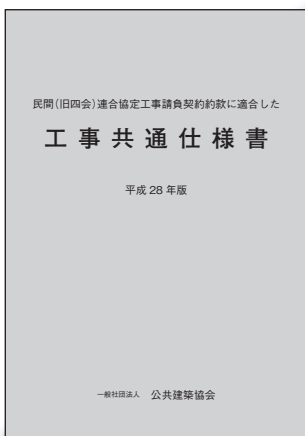 民間(旧四会)連合協定工事請負契約約款に適合した
工事共通仕様書
平成28年版
一般社団法人 公共建築協会